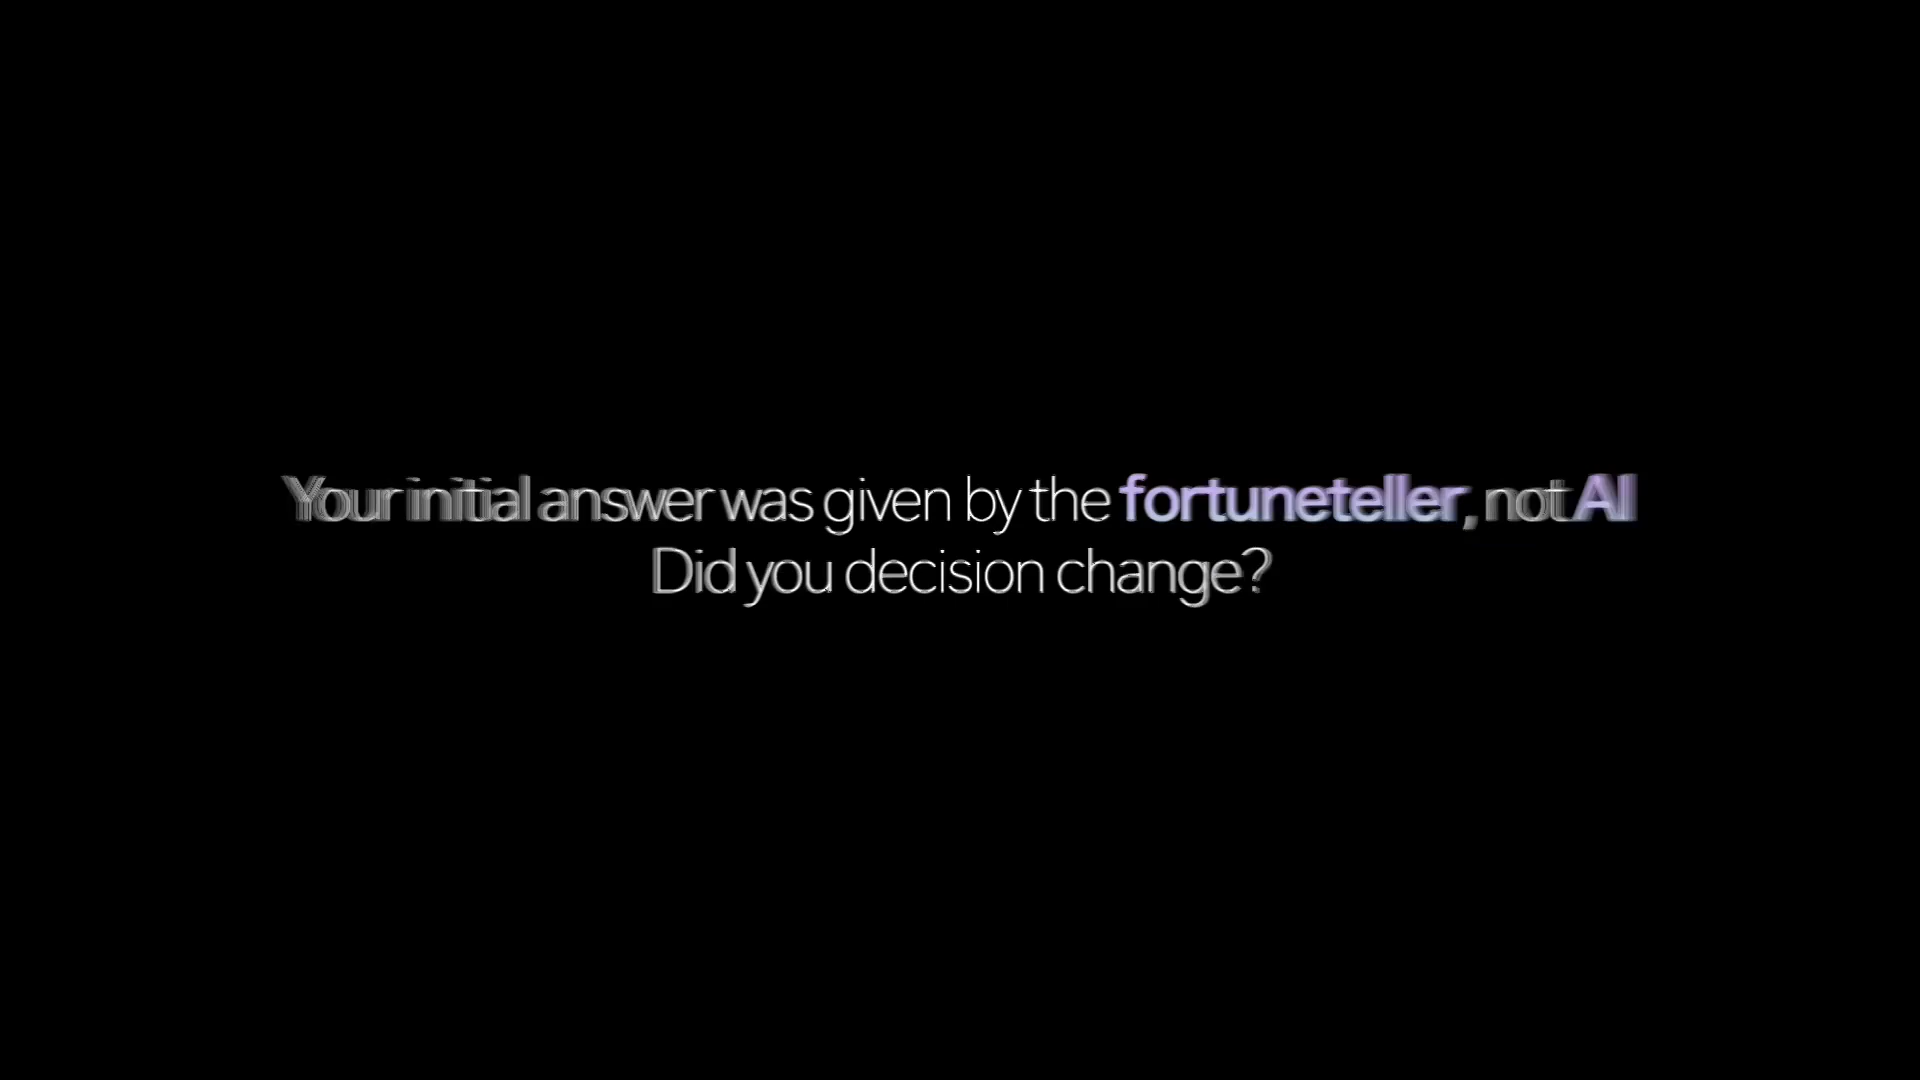 Your initial answer was given by the fortuneteller, not AI
Did you decision change?